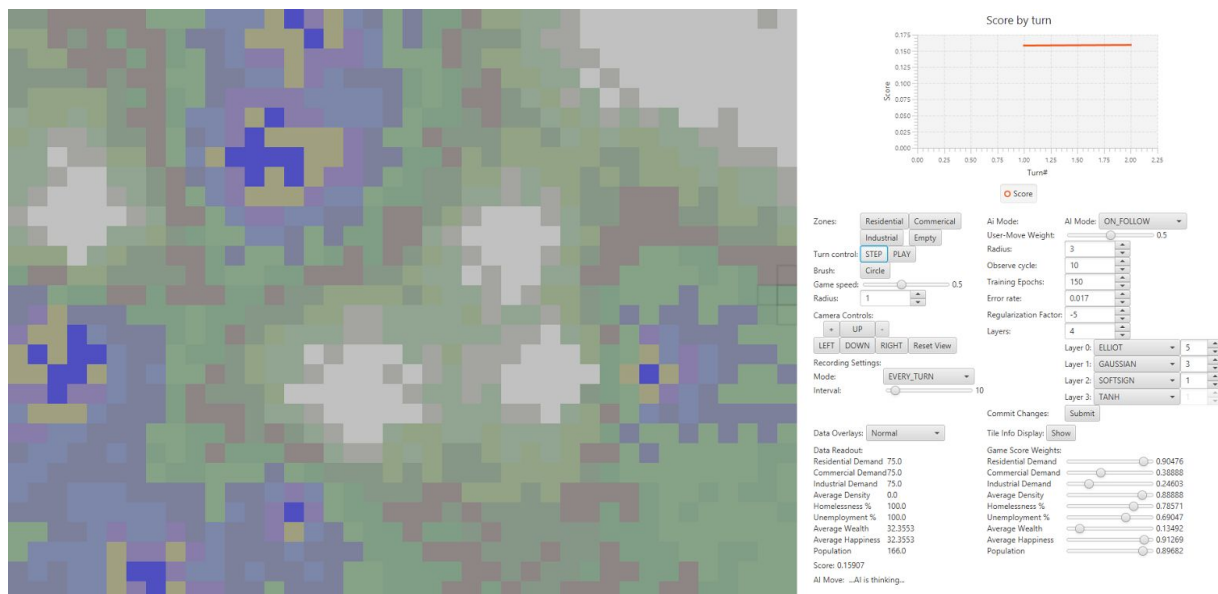 Score by turn
0.175
0.150
0.125
0.100
0.075
0.050
0.025
0.000
Score
0.00 0.25 0.50 0.75 1.00 1.25 1.50 1.75 2.00 2.25
Turn#
Score
Zones: Residential Commerical
Industrial Empty
Turn control: STEP PLAY
Brush: Circle
Game speed: 0.5
Radius: 1
Camera Controls:
+ UP -
LEFT DOWN RIGHT Reset View
Recording Settings:
Mode: EVERY_TURN
Interval: 10
Ai Mode: AI Mode: ON_FOLLOW
User-Move Weight: 0.5
Radius: 3
Observe cycle: 10
Training Epochs: 150
Error rate: 0.017
Regularization Factor: -5
Layers: 4
Layer 0: ELLIOT 5
Layer 1: GAUSSIAN 3
Layer 2: SOFTSIGN 1
Layer 3: TANH
Commit Changes: Submit
Data Overlays: Normal
Tile Info Display: Show
Data Readout:
Residential Demand 75.0
Commercial Demand 75.0
Industrial Demand 75.0
Average Density 0.0
Homelessness % 100.0
Unemployment % 100.0
Average Wealth 32.3553
Average Happiness 32.3553
Population 166.0
Score: 0.15907
AI Move: ...AI is thinking...
Game Score Weights:
Residential Demand 0.90476
Commercial Demand 0.38888
Industrial Demand 0.24603
Average Density 0.88888
Homelessness % 0.78571
Unemployment % 0.69047
Average Wealth 0.13492
Average Happiness 0.91269
Population 0.89682